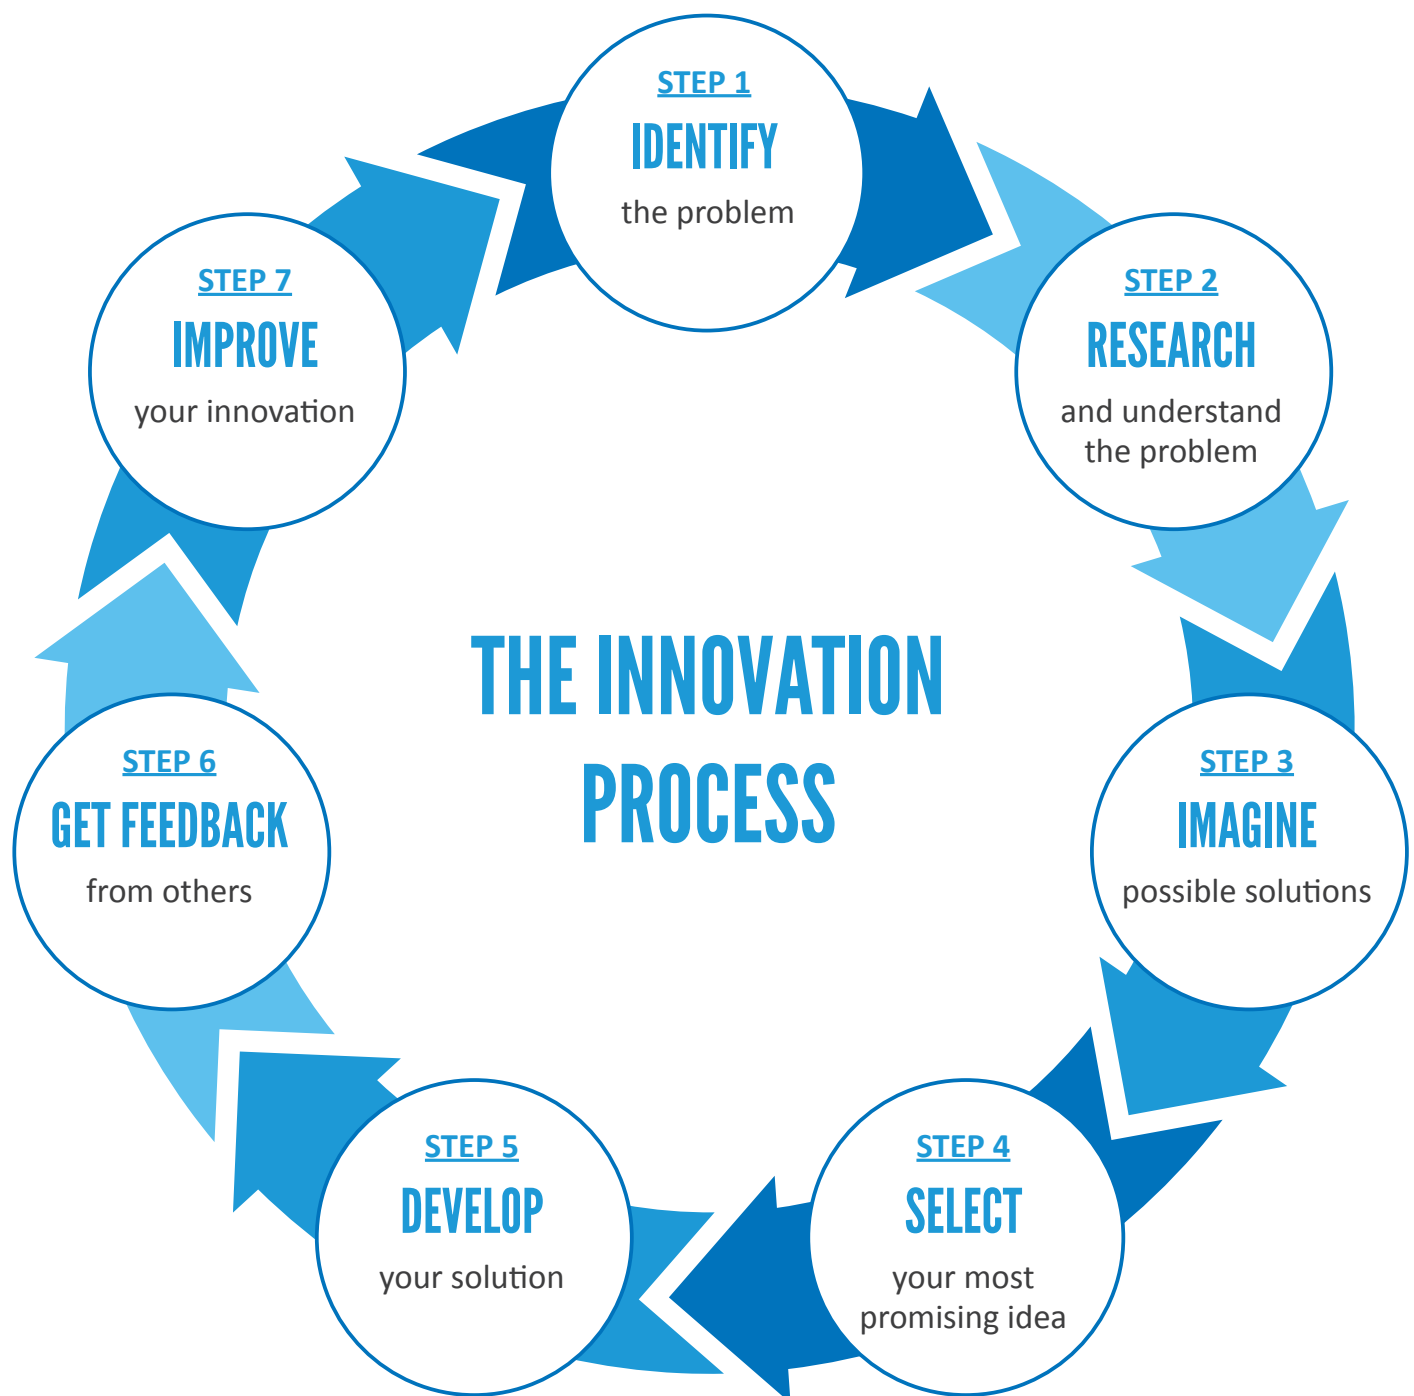 STEP 1
IDENTIFY
the problem
STEP 2
RESEARCH
and understand
the problem
STEP 3
IMAGINE
possible solutions
STEP 4
SELECT
your most
promising idea
STEP 5
DEVELOP
your solution
STEP 6
GET FEEDBACK
from others
STEP 7
IMPROVE
your innovation
THE INNOVATION
PROCESS